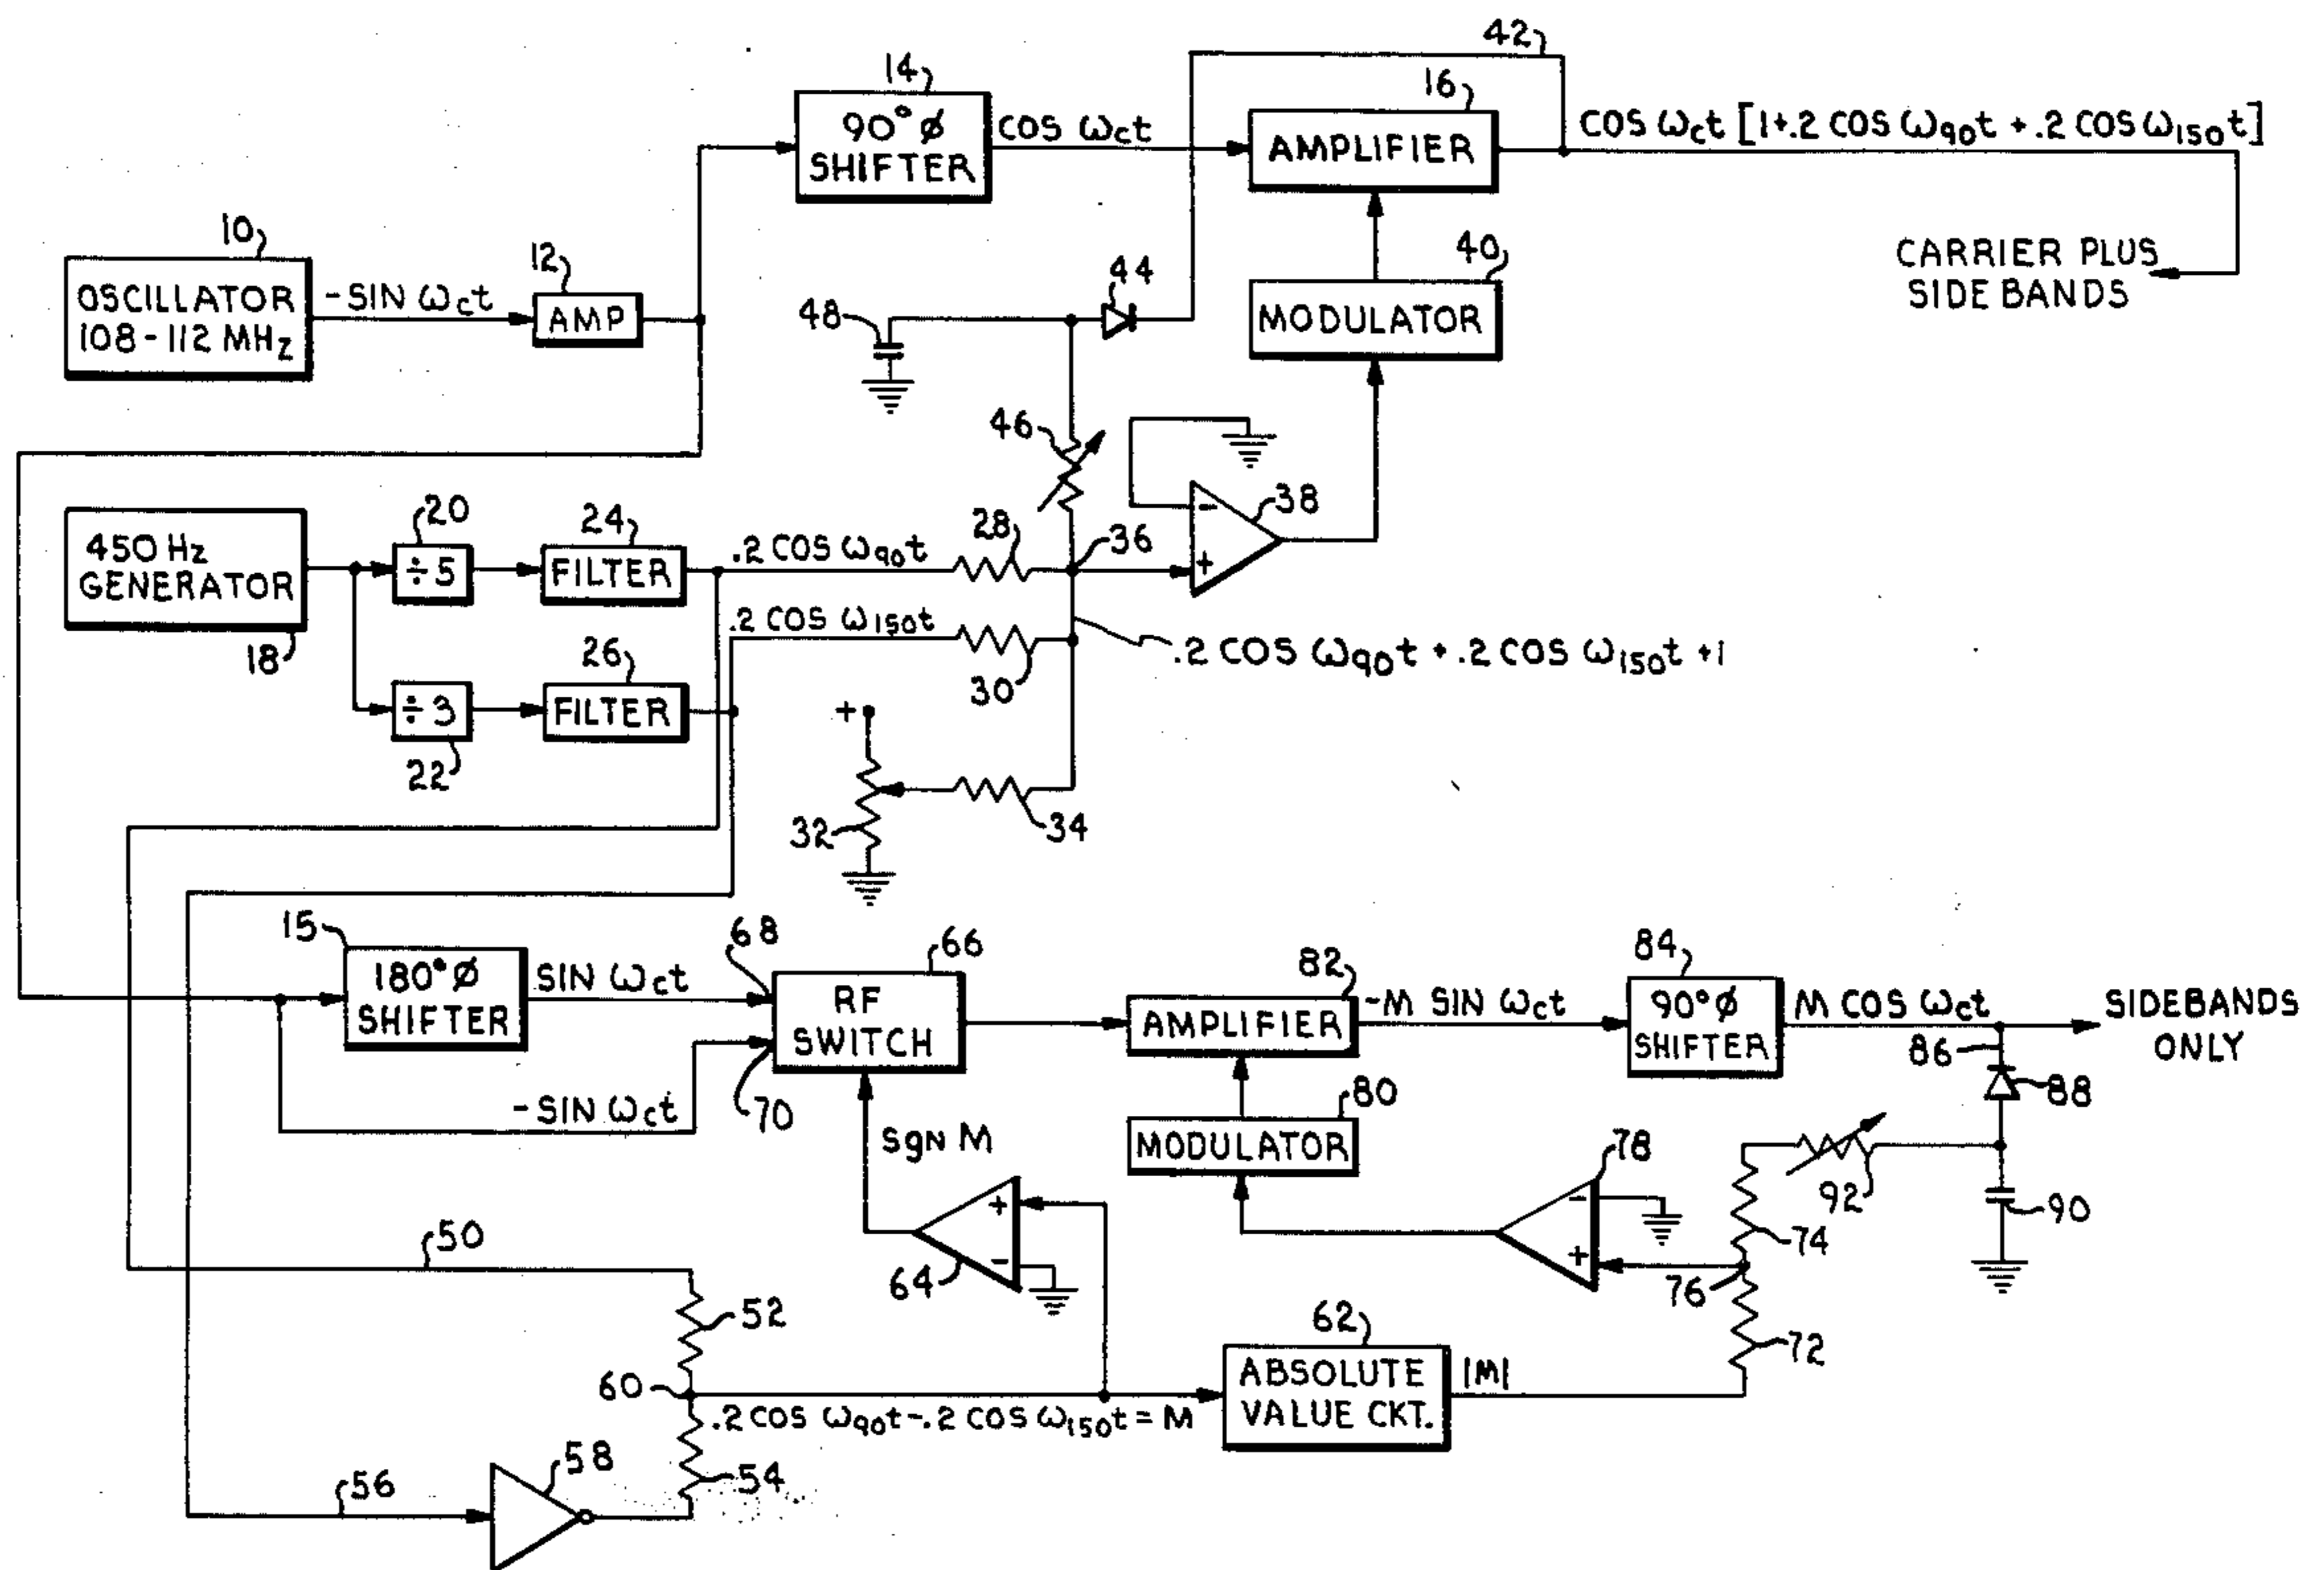 42
14
16
90° ø
SHIFTER
COS ωct
AMPLIFIER
COS ωct [1+.2 COS ω90t + .2 COS ω150t]
10
OSCILLATOR
108-112 MHz
-SIN ωct
12
AMP
44
40
MODULATOR
CARRIER PLUS
SIDE BANDS
48
46
38
450 Hz
GENERATOR
18
20
÷5
24
FILTER
.2 COS ω90t
28
36
.2 COS ω150t
30
.2 COS ω90t + .2 COS ω150t +1
22
÷3
26
FILTER
+
-
+
32
34
15
180° ø
SHIFTER
SIN ωct
68
66
RF
SWITCH
82
AMPLIFIER
-M SIN ωct
84
90° ø
SHIFTER
M COS ωct
SIDEBANDS
ONLY
86
88
-SIN ωct
70
80
MODULATOR
SgN M
78
92
90
50
+
-
64
-
+
74
76
52
62
72
60
ABSOLUTE
VALUE CKT.
|M|
.2 COS ω90t-.2 COS ω150t = M
58
54
56